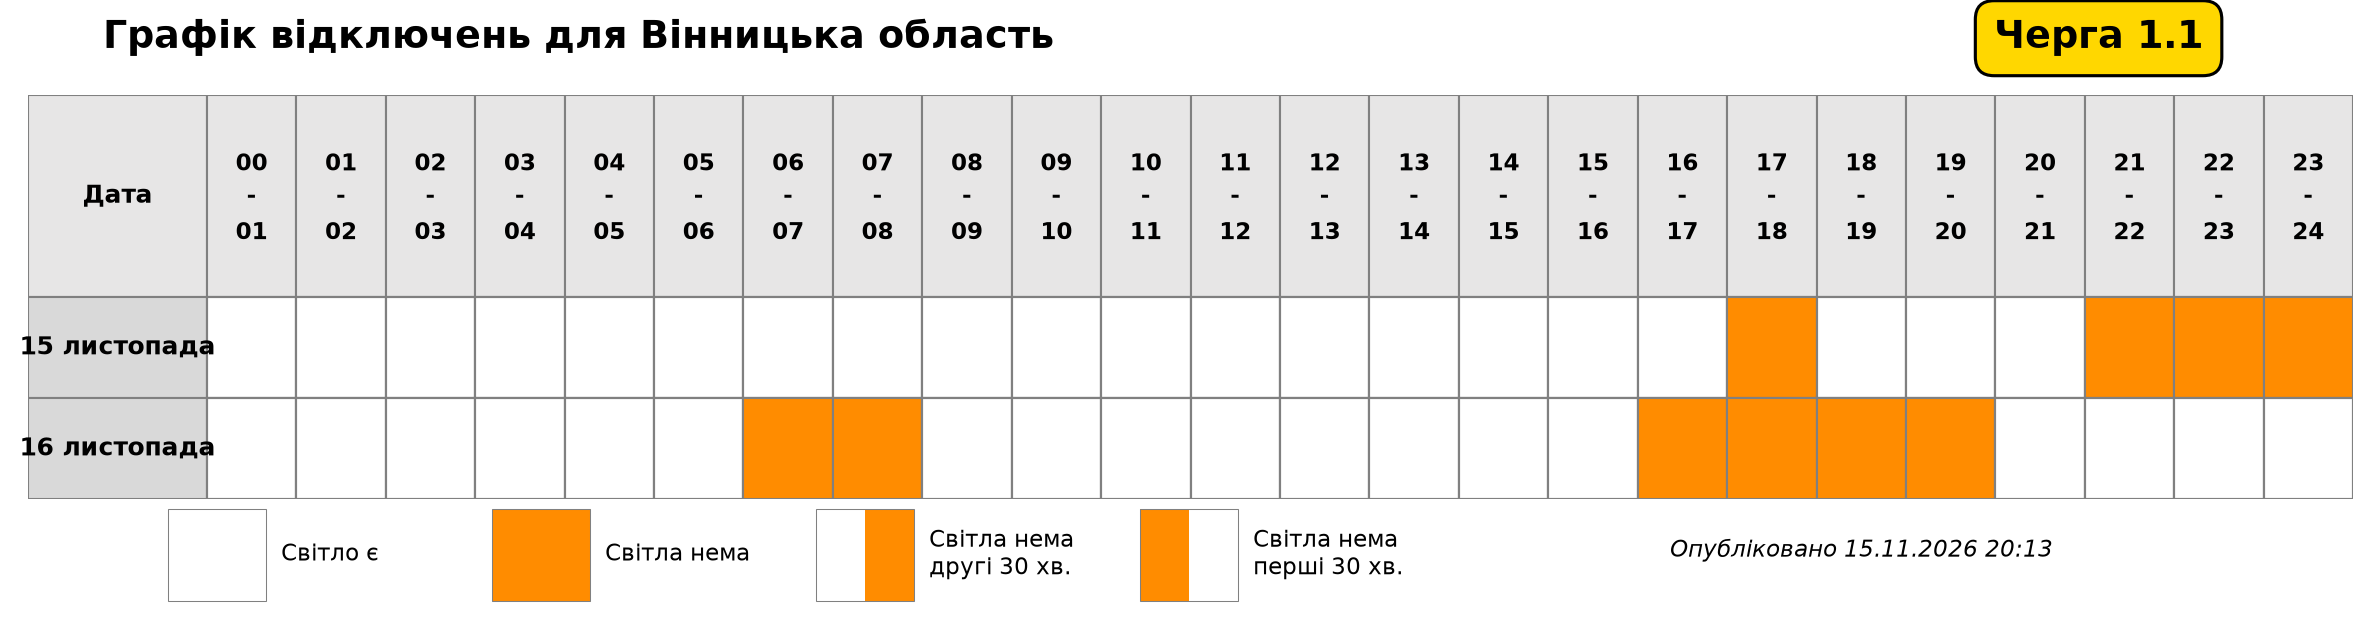 Графік відключень для Вінницька область
Черга 1.1
Дата
00 - 01
01 - 02
02 - 03
03 - 04
04 - 05
05 - 06
06 - 07
07 - 08
08 - 09
09 - 10
10 - 11
11 - 12
12 - 13
13 - 14
14 - 15
15 - 16
16 - 17
17 - 18
18 - 19
19 - 20
20 - 21
21 - 22
22 - 23
23 - 24
15 листопада
16 листопада
Світло є
Світла нема
Світла нема
другі 30 хв.
Світла нема
перші 30 хв.
Опубліковано 15.11.2026 20:13